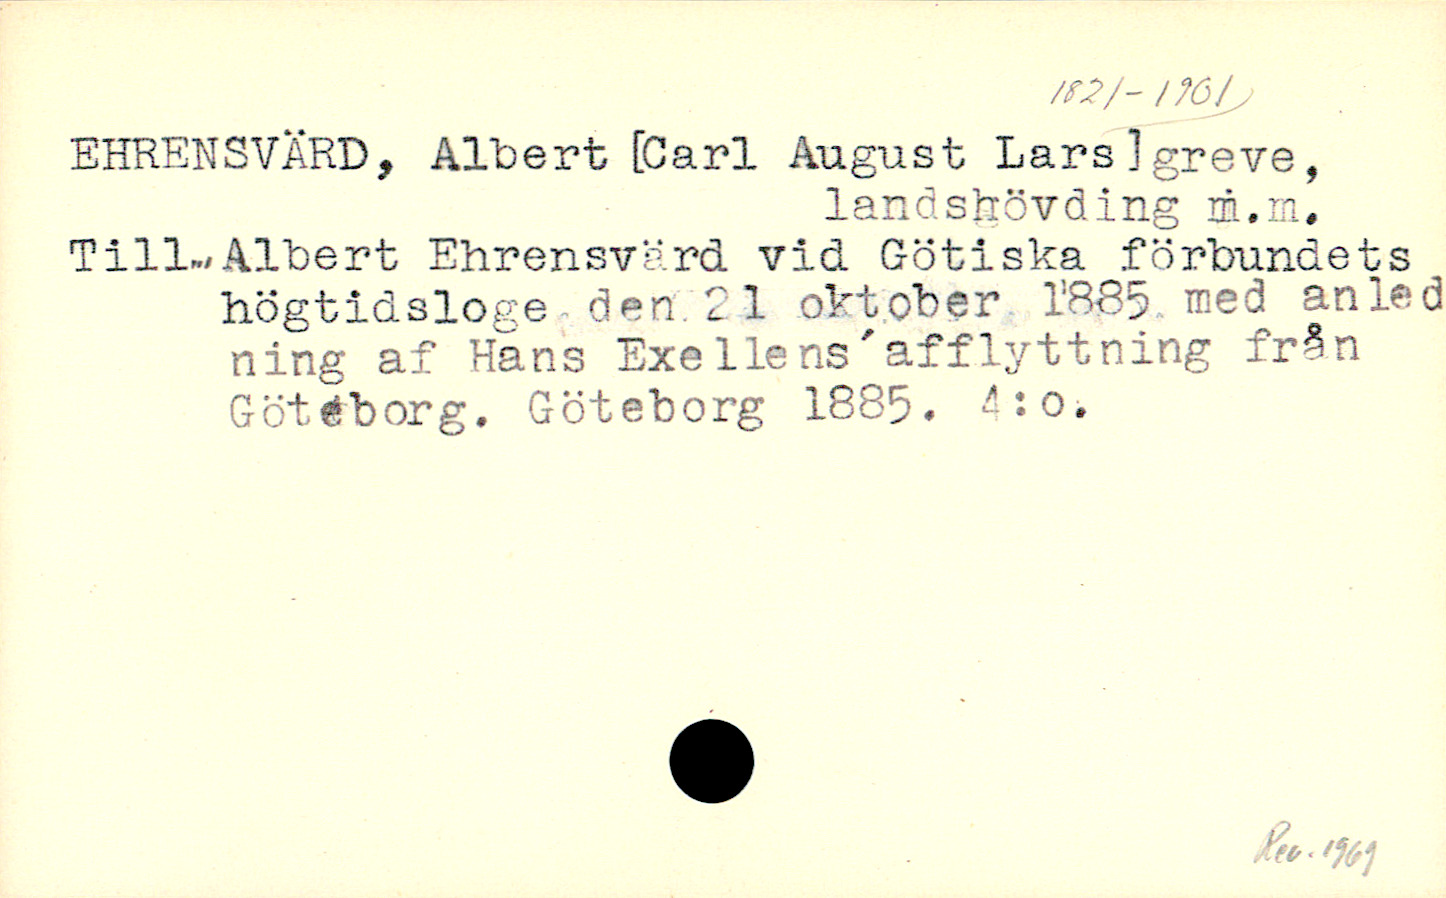 1821-1901
EHRENSVÄRD, Albert [Carl August Lars] greve,
landshövding m.m.
Till... Albert Ehrensvärd vid Götiska förbundets
högtidsloge den 21 oktober 1885 med anled
ning af Hans Exellens' afflyttning från
Göteborg. Göteborg 1885. 4:o.
Rev. 1969